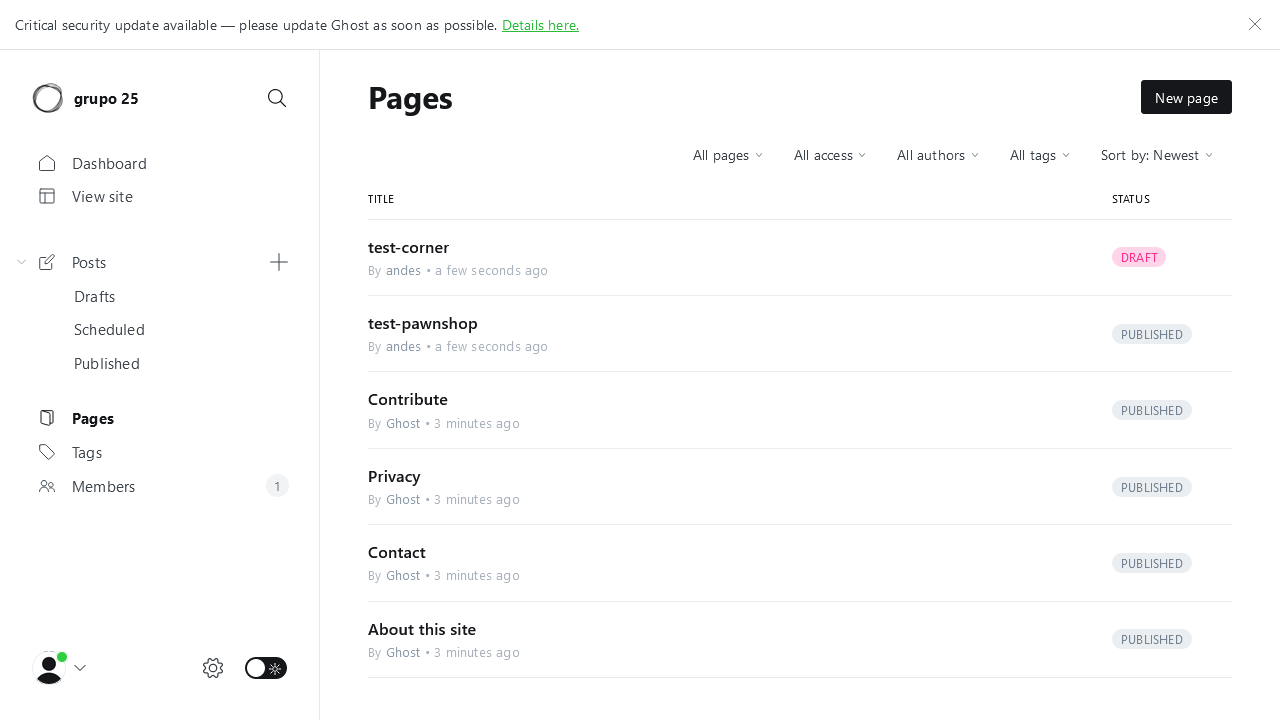 Critical security update available — please update Ghost as soon as possible. Details here.
grupo 25
Dashboard
View site
Posts
Drafts
Scheduled
Published
Pages
Tags
Members
1
Pages
New page
All pages
All access
All authors
All tags
Sort by: Newest
TITLE
STATUS
test-corner
By andes • a few seconds ago
DRAFT
test-pawnshop
By andes • a few seconds ago
PUBLISHED
Contribute
By Ghost • 3 minutes ago
PUBLISHED
Privacy
By Ghost • 3 minutes ago
PUBLISHED
Contact
By Ghost • 3 minutes ago
PUBLISHED
About this site
By Ghost • 3 minutes ago
PUBLISHED